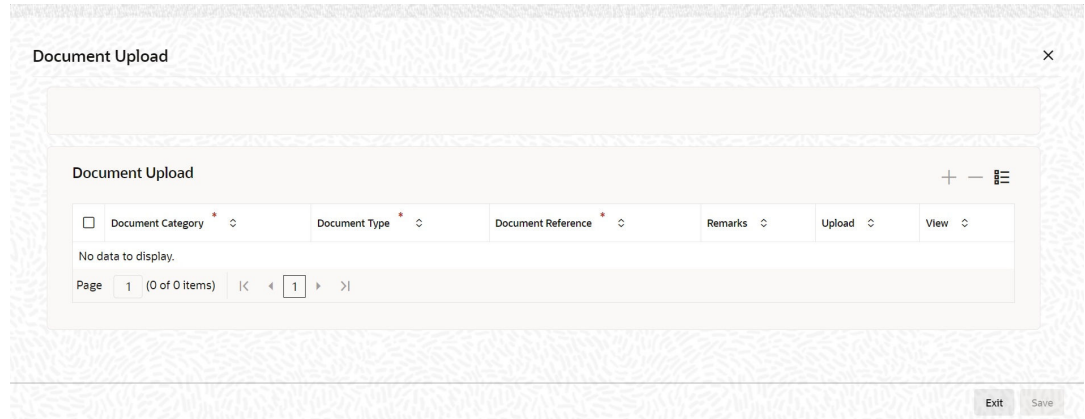 Document Upload
Document Upload
Document Category * Document Type * Document Reference * Remarks Upload View
No data to display.
Page 1 (0 of 0 items) 1
Exit Save